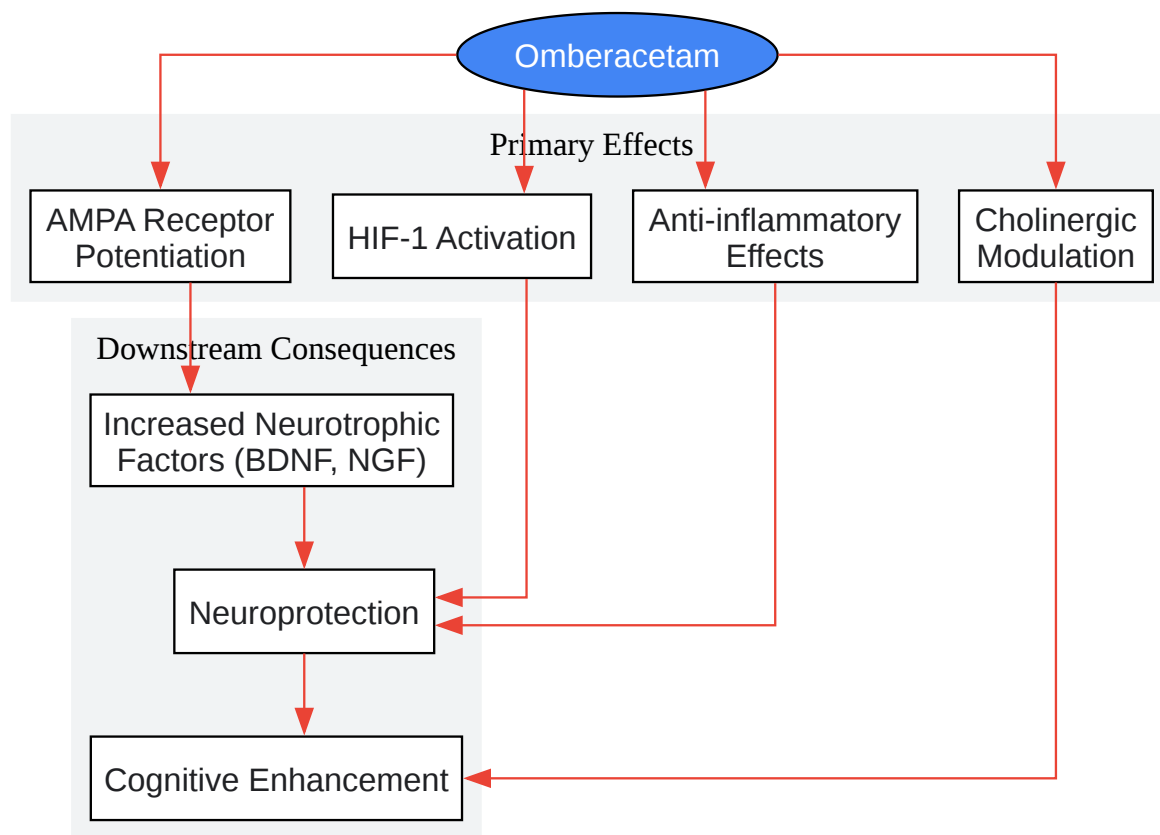 Omberacetam
Primary Effects
AMPA Receptor
Potentiation
HIF-1 Activation
Anti-inflammatory
Effects
Cholinergic
Modulation
Downstream Consequences
Increased Neurotrophic
Factors (BDNF, NGF)
Neuroprotection
Cognitive Enhancement